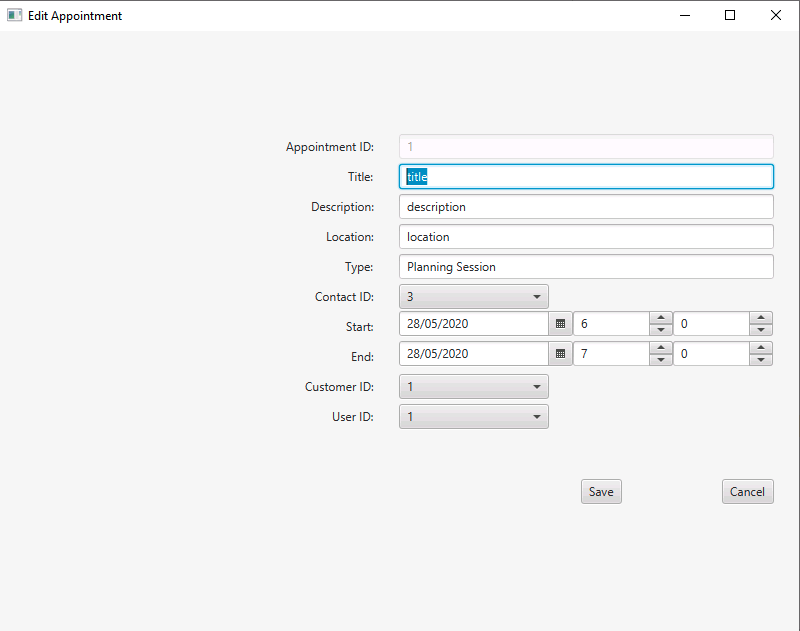 Edit Appointment
Appointment ID: 1
Title: title
Description: description
Location: location
Type: Planning Session
Contact ID: 3
Start: 28/05/2020 6 0
End: 28/05/2020 7 0
Customer ID: 1
User ID: 1
Save Cancel